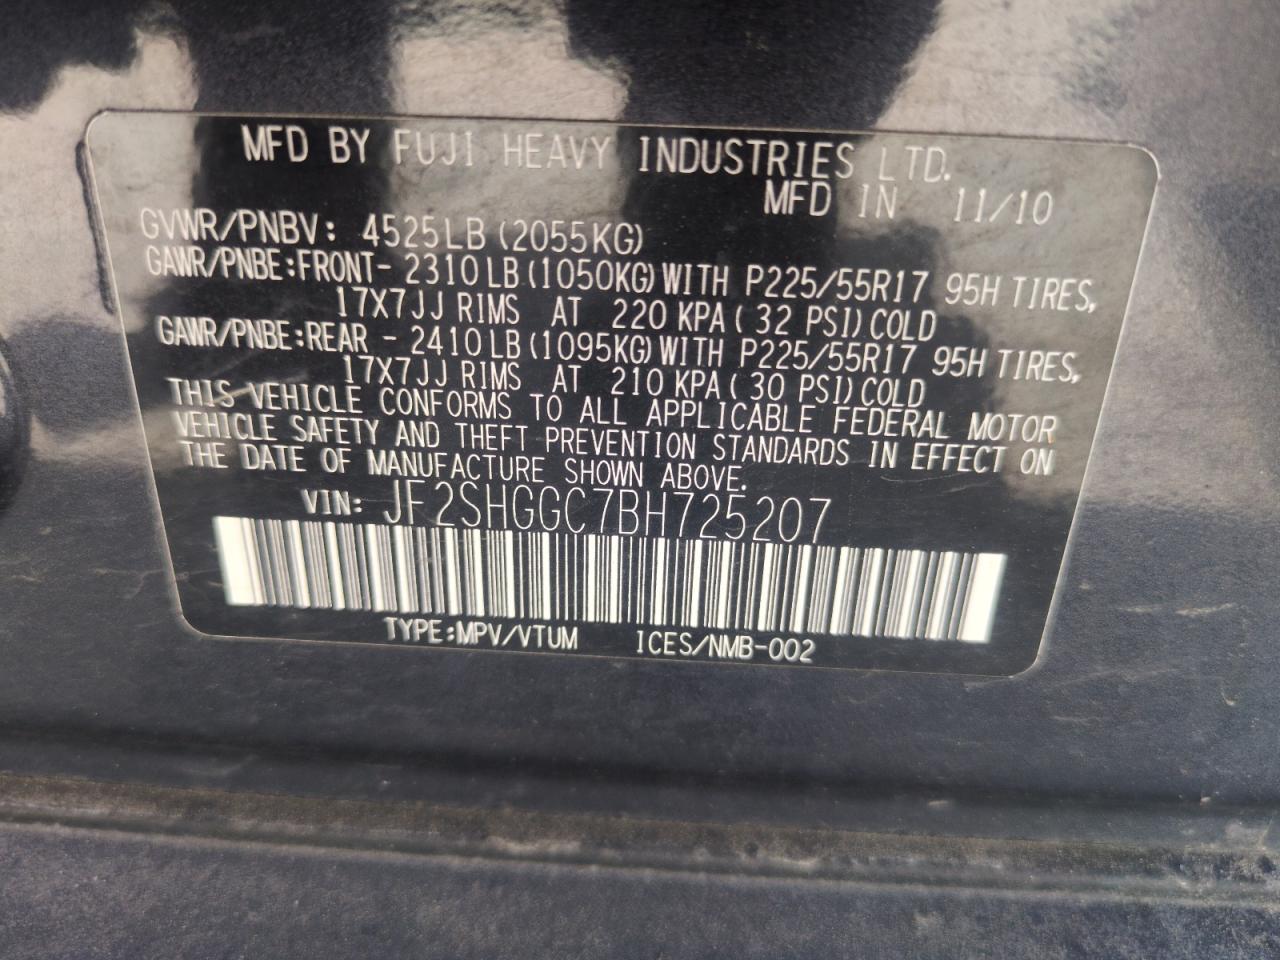 MFD BY FUJI HEAVY INDUSTRIES LTD.
MFD IN 11/10
GVWR/PNBV: 4525LB (2055KG)
GAWR/PNBE:FRONT- 2310LB(1050KG)WITH P225/55R17 95H TIRES,
17X7JJ RIMS AT 220 KPA( 32 PSI)COLD
GAWR/PNBE:REAR - 2410LB(1095KG)WITH P225/55R17 95H TIRES,
17X7JJ RIMS AT 210 KPA( 30 PSI)COLD
THIS VEHICLE CONFORMS TO ALL APPLICABLE FEDERAL MOTOR
VEHICLE SAFETY AND THEFT PREVENTION STANDARDS IN EFFECT ON
THE DATE OF MANUFACTURE SHOWN ABOVE.
VIN: JF2SHGGC7BH725207
TYPE:MPV/VTUM ICES/NMB-002